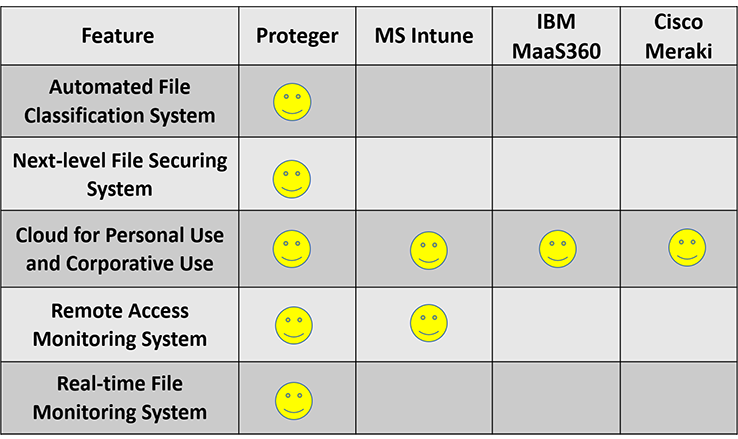 Feature
Proteger
MS Intune
IBM
MaaS360
Cisco
Meraki
Automated File
Classification System
Next-level File Securing
System
Cloud for Personal Use
and Corporative Use
Remote Access
Monitoring System
Real-time File
Monitoring System